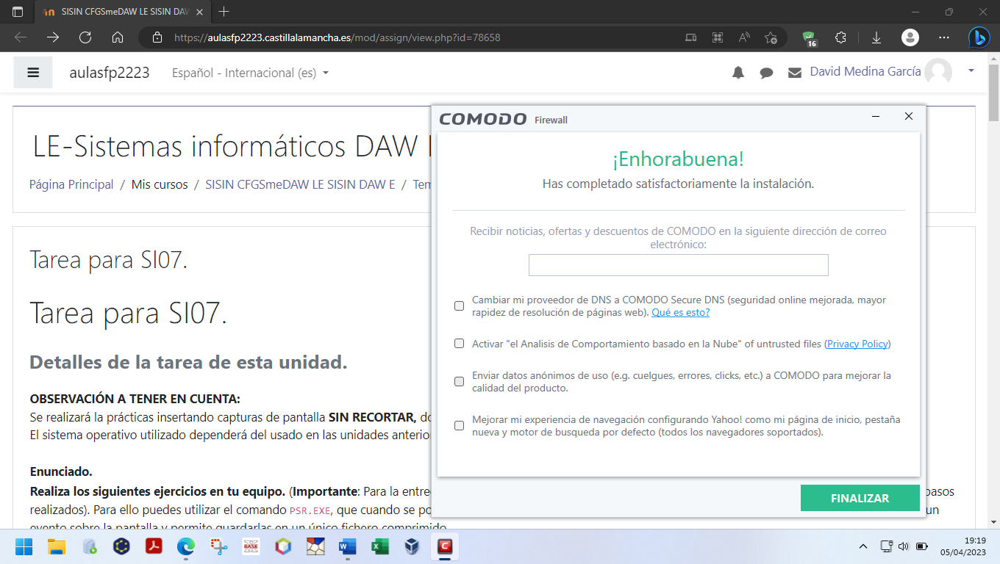 SISIN CFGSmeDAW LE SISIN DAW
https://aulasfp2223.castillalamancha.es/mod/assign/view.php?id=78658
16
aulasfp2223
Español - Internacional (es)
David Medina García
LE-Sistemas informáticos DAW
Página Principal / Mis cursos / SISIN CFGSmeDAW LE SISIN DAW E / Tem
Tarea para SI07.
Tarea para SI07.
Detalles de la tarea de esta unidad.
OBSERVACIÓN A TENER EN CUENTA:
Se realizará la prácticas insertando capturas de pantalla SIN RECORTAR, do
El sistema operativo utilizado dependerá del usado en las unidades anterio
Enunciado.
Realiza los siguientes ejercicios en tu equipo. (Importante: Para la entre
pasos
realizados). Para ello puedes utilizar el comando PSR.EXE, que cuando se po
un
evento sobre la pantalla y permite guardarlas en un único fichero comprimido
COMODO Firewall
¡Enhorabuena!
Has completado satisfactoriamente la instalación.
Recibir noticias, ofertas y descuentos de COMODO en la siguiente dirección de correo
electrónico:
Cambiar mi proveedor de DNS a COMODO Secure DNS (seguridad online mejorada, mayor
rapidez de resolución de páginas web). Qué es esto?
Activar "el Analisis de Comportamiento basado en la Nube" of untrusted files (Privacy Policy)
Enviar datos anónimos de uso (e.g. cuelgues, errores, clicks, etc.) a COMODO para mejorar la
calidad del producto.
Mejorar mi experiencia de navegación configurando Yahoo! como mi página de inicio, pestaña
nueva y motor de busqueda por defecto (todos los navegadores soportados).
FINALIZAR
BASE
19:19
05/04/2023